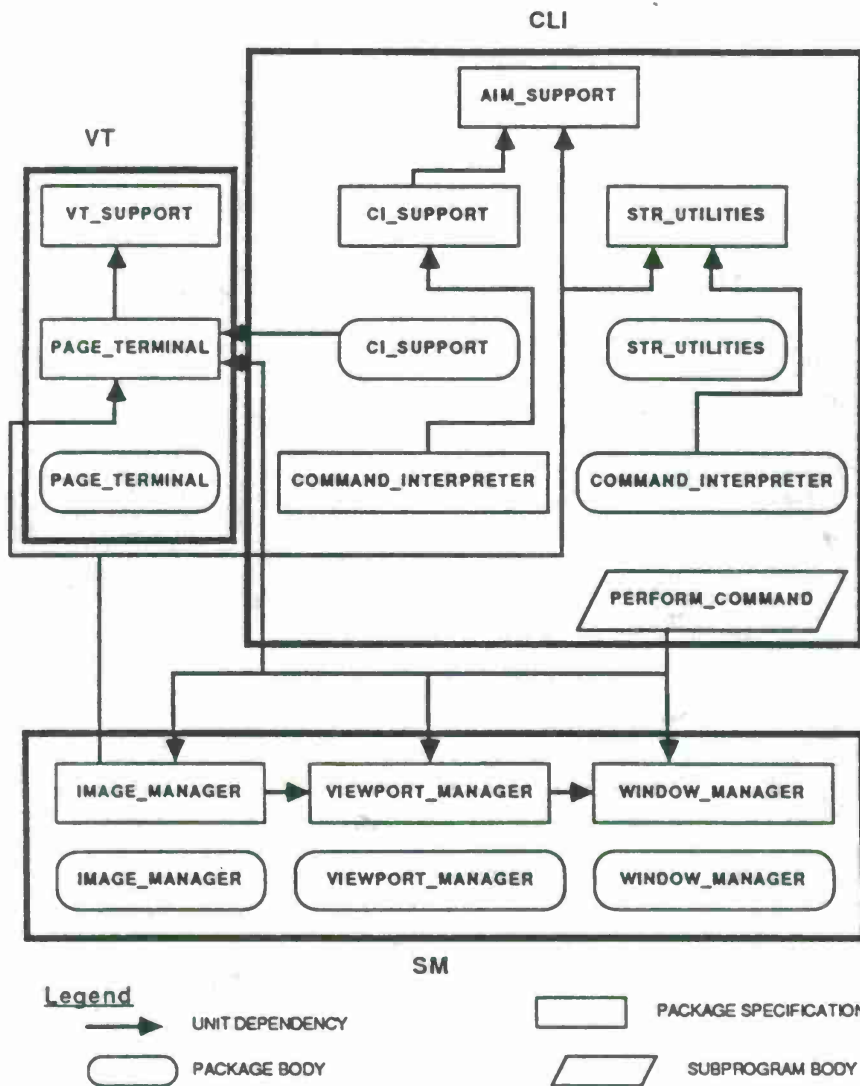 CLI
AIM_SUPPORT
VT
VT_SUPPORT
CI_SUPPORT
STR_UTILITIES
PAGE_TERMINAL
CI_SUPPORT
STR_UTILITIES
PAGE_TERMINAL
COMMAND_INTERPRETER
COMMAND_INTERPRETER
PERFORM_COMMAND
IMAGE_MANAGER
VIEWPORT_MANAGER
WINDOW_MANAGER
IMAGE_MANAGER
VIEWPORT_MANAGER
WINDOW_MANAGER
SM
Legend
UNIT DEPENDENCY
PACKAGE SPECIFICATION
PACKAGE BODY
SUBPROGRAM BODY